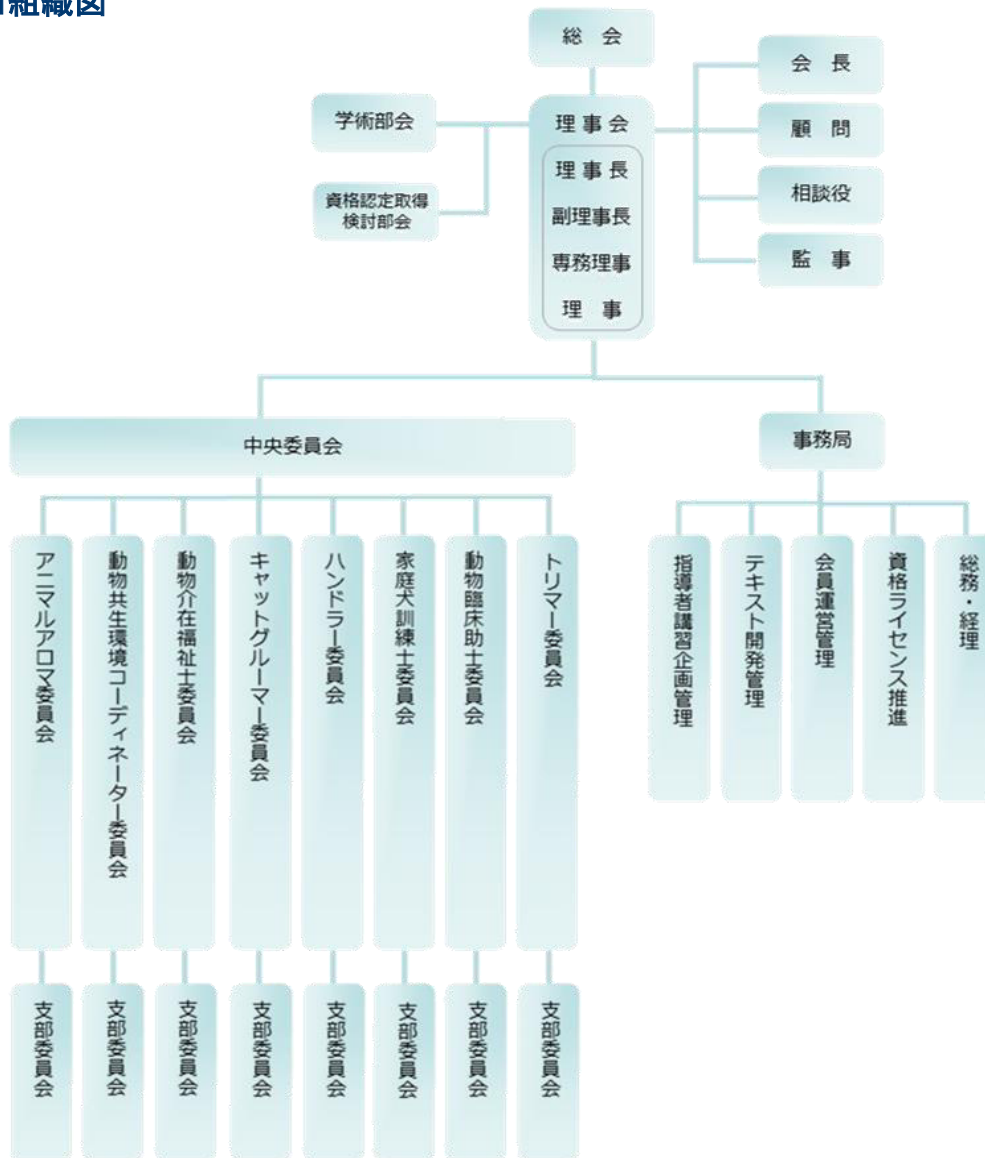 組織図
総 会
会 長
学術部会
理 事 会
顧 問
理 事 長
資格認定取得
検討部会
副理事長
相談役
専務理事
監 事
理 事
中央委員会
事務局
アニマルアロマ委員会
動物共生環境コーディネーター委員会
動物介在福祉士委員会
キャットグルーマー委員会
ハンドラー委員会
家庭犬訓練士委員会
動物臨床助士委員会
トリマー委員会
指導者講習企画管理
テキスト開発管理
会員運営管理
資格ライセンス推進
総務・経理
支部委員会
支部委員会
支部委員会
支部委員会
支部委員会
支部委員会
支部委員会
支部委員会